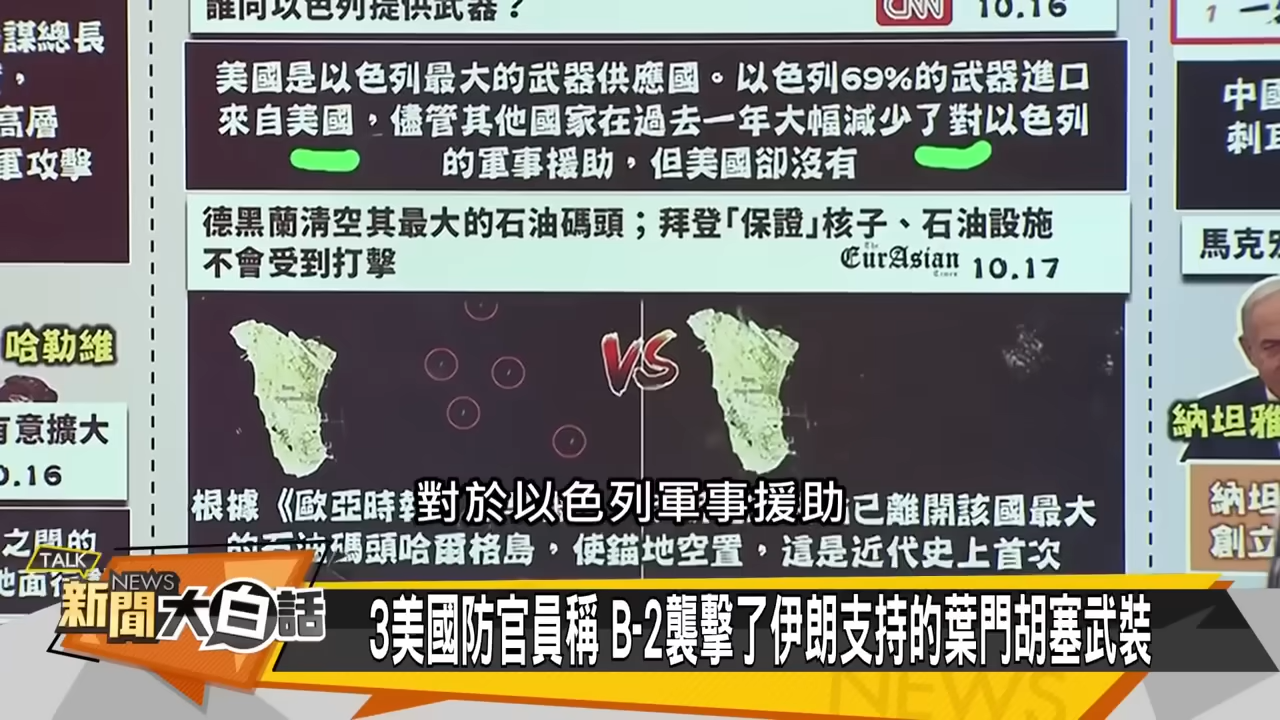 謀總長
，
高層
軍攻擊
哈勒維
有意擴大
0.16
之間的
誰向以色列提供武器？
CNN
10.16
美國是以色列最大的武器供應國。以色列69%的武器進口
來自美國，儘管其他國家在過去一年大幅減少了對以色列
的軍事援助，但美國卻沒有
德黑蘭清空其最大的石油碼頭；拜登「保證」核子、石油設施
不會受到打擊
The EurAsian Times
10.17
VS
根據《歐亞時
已離開該國最大
的石油碼頭哈爾格島，使錨地空置，這是近代史上首次
1 一
中國
刺
馬克宏
納坦雅
納坦
創立
對於以色列軍事援助
TALK
NEWS
新聞大白話
3美國防官員稱 B-2襲擊了伊朗支持的葉門胡塞武裝
NEWS